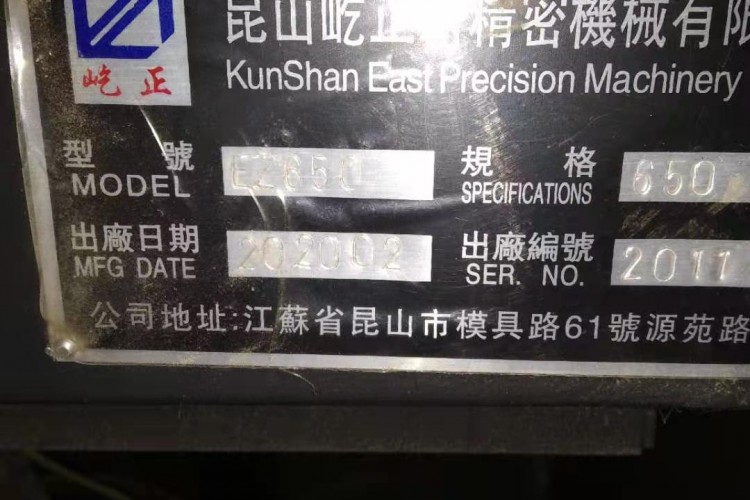 屹正
昆山屹正精密機械有限
KunShan East Precision Machinery
型號 EZ650 規格 650
MODEL SPECIFICATIONS
出廠日期 202002 出廠編號 2011
MFG DATE SER. NO.
公司地址:江蘇省昆山市模具路61號源苑路